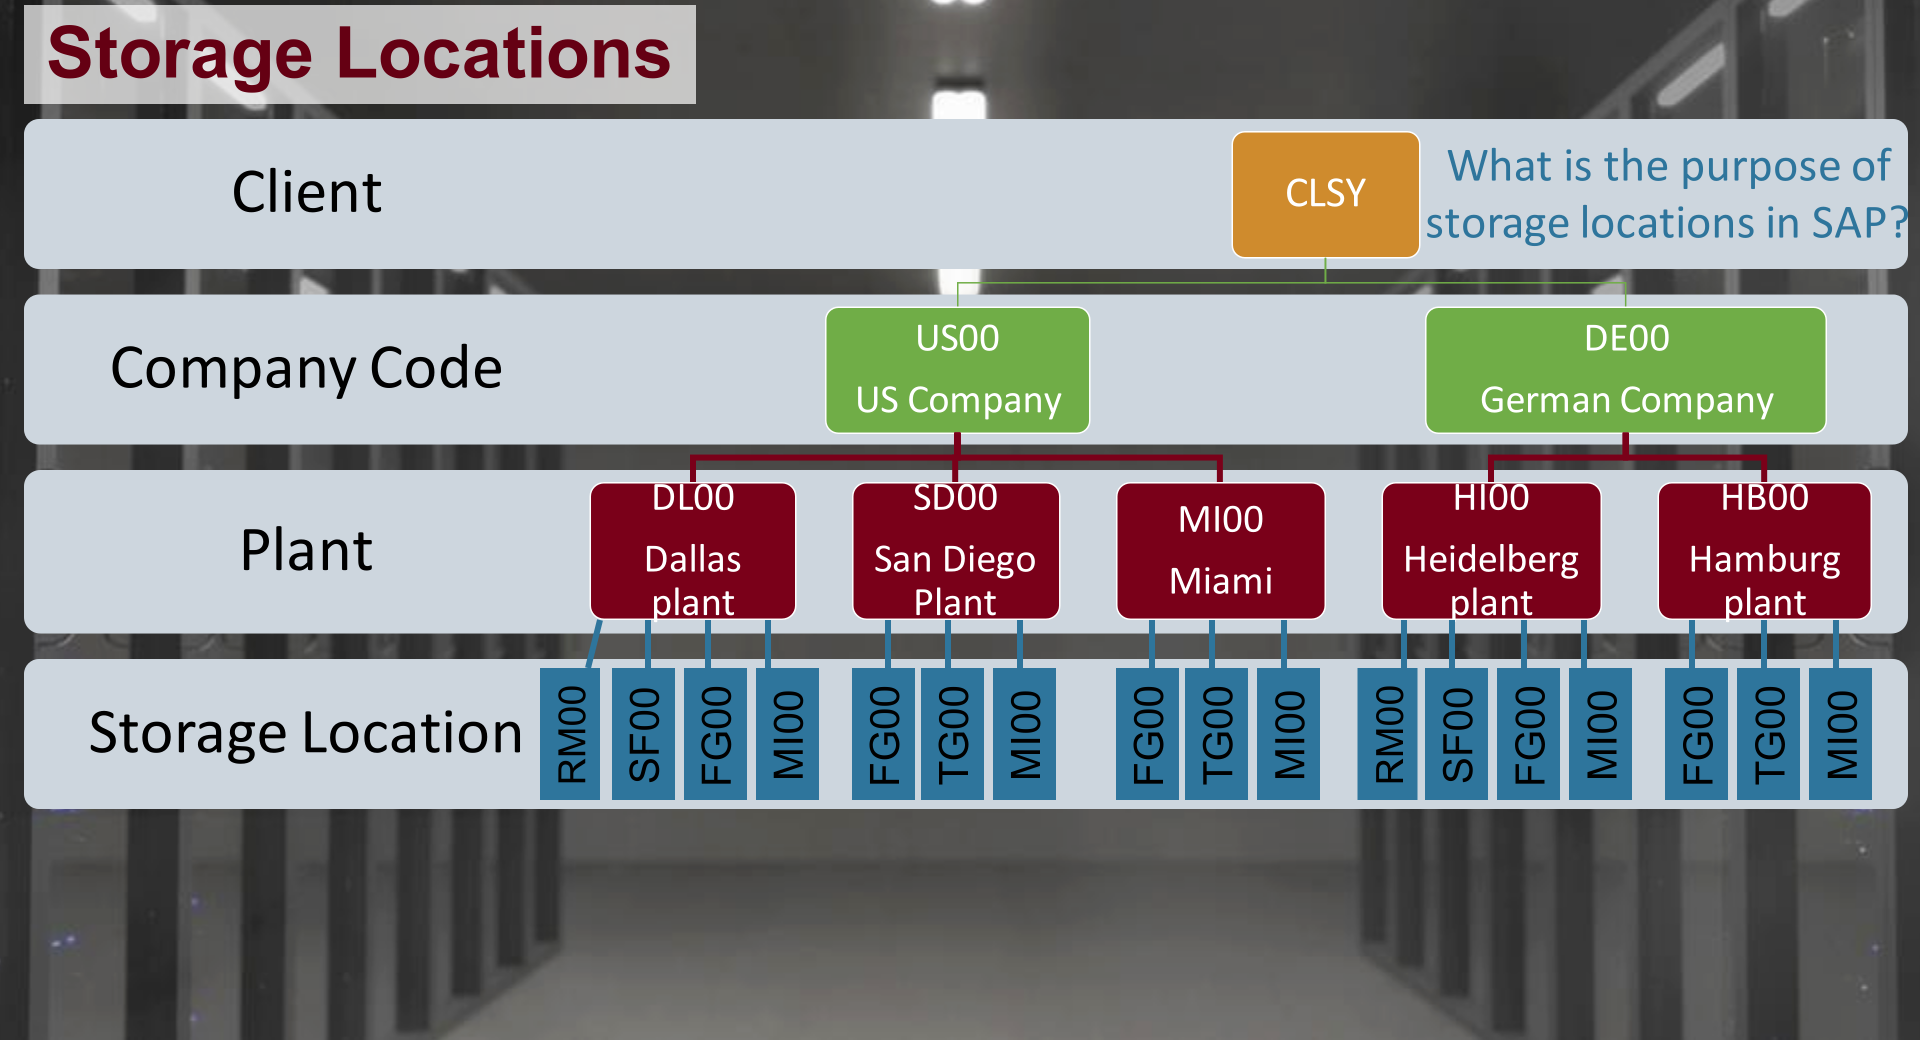 Storage Locations
Client
CLSY
What is the purpose of
storage locations in SAP?
Company Code
US00
US Company
DE00
German Company
Plant
DL00
Dallas
plant
SD00
San Diego
Plant
MI00
Miami
HI00
Heidelberg
plant
HB00
Hamburg
plant
Storage Location
RM00
SF00
FG00
MI00
FG00
TG00
MI00
FG00
TG00
MI00
RM00
SF00
FG00
MI00
FG00
TG00
MI00